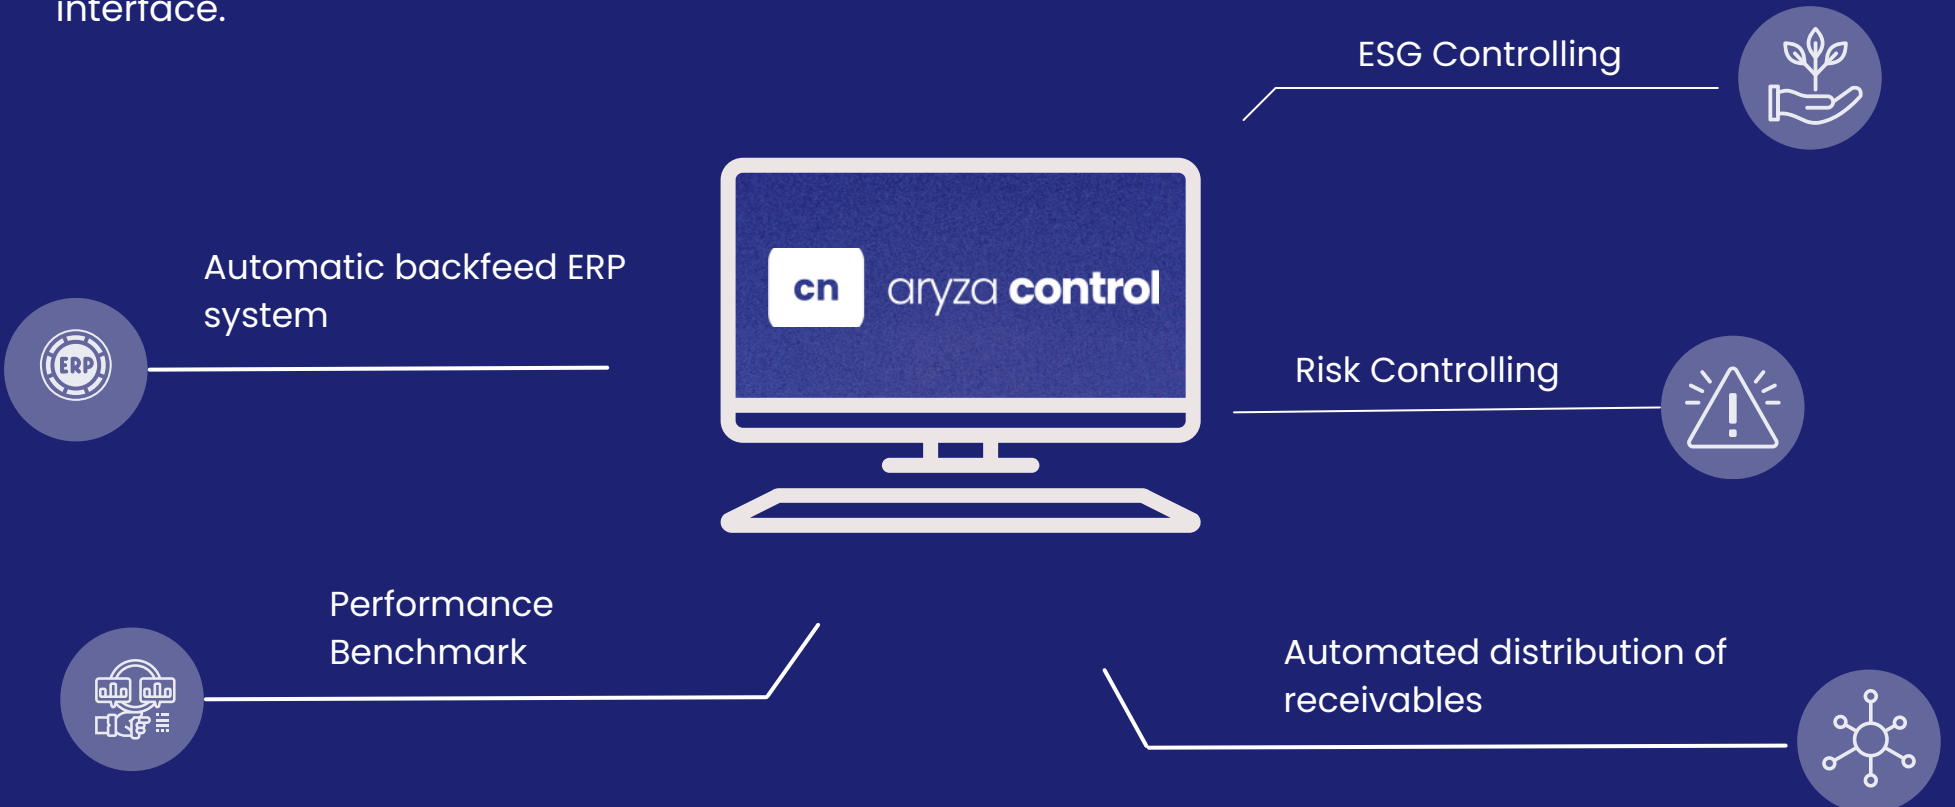 interface.
ESG Controlling
Automatic backfeed ERP
system
ERP
cn aryza control
Risk Controlling
Performance
Benchmark
Automated distribution of
receivables